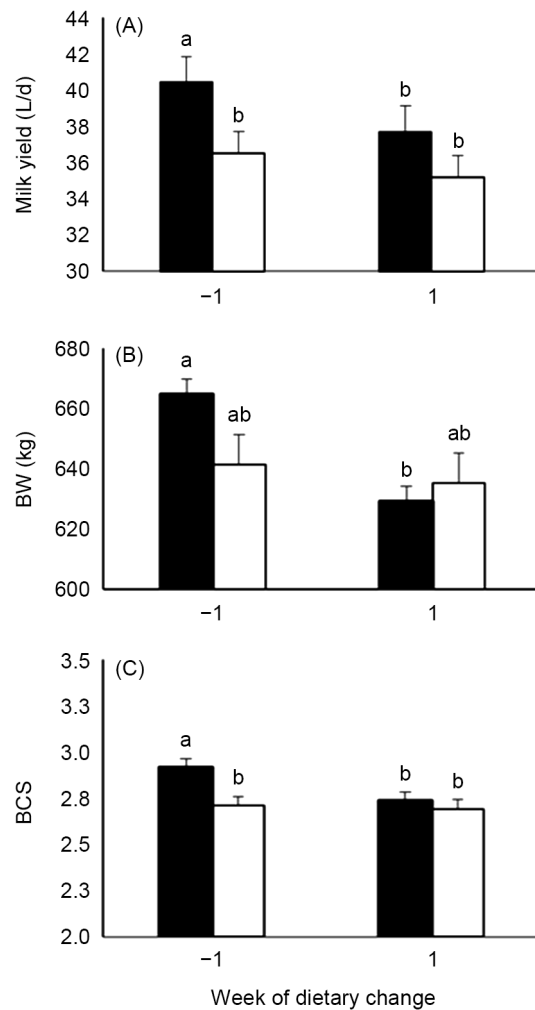 (A)
Milk yield (L/d)
44
42
40
38
36
34
32
30
a
b
b
b
−1
1
(B)
BW (kg)
680
660
640
620
600
a
ab
b
ab
−1
1
(C)
BCS
3.5
3.3
3.0
2.8
2.5
2.3
2.0
a
b
b
b
−1
1
Week of dietary change